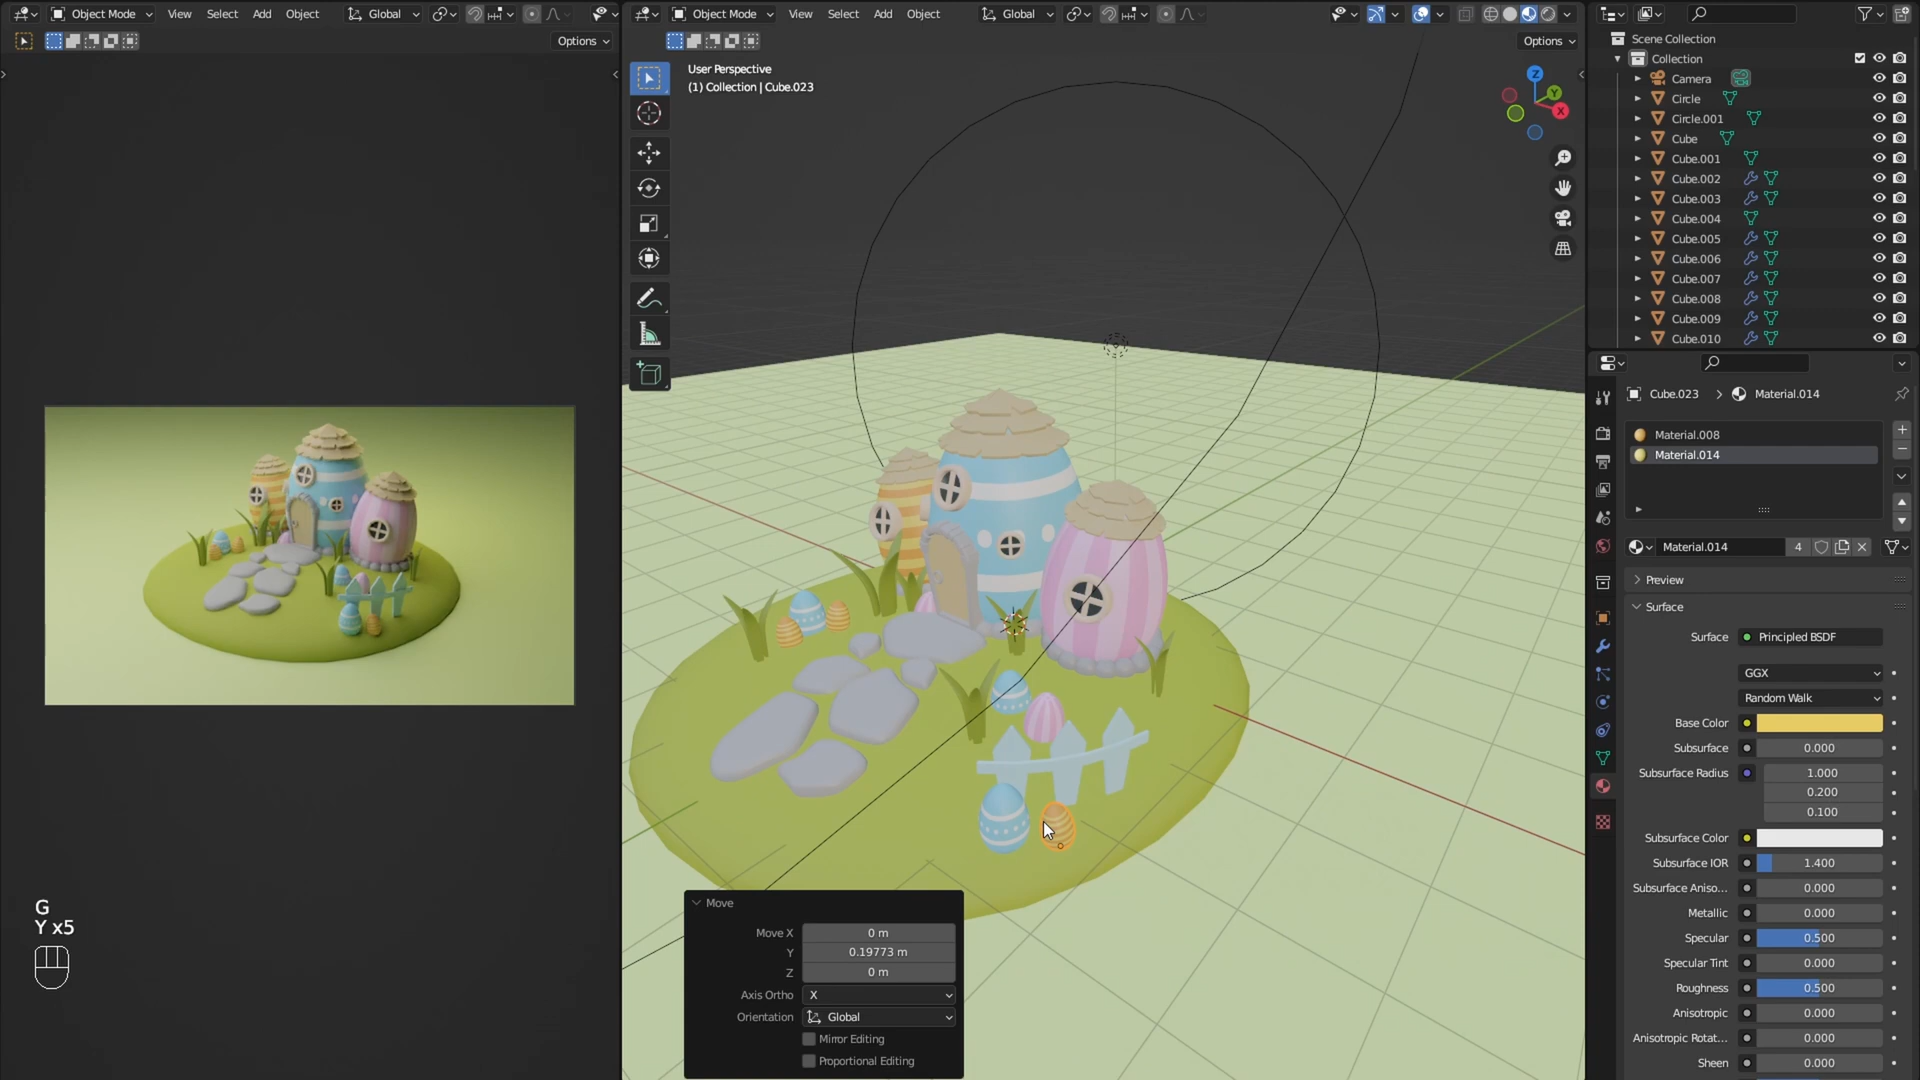 Object Mode View Select Add Object Global
Options
Object Mode View Select Add Object Global
Options
User Perspective
(1) Collection | Cube.023
Z
Y
X
G
Y x5
Move
Move X 0 m
Y 0.19773 m
Z 0 m
Axis Ortho X
Orientation Global
Mirror Editing
Proportional Editing
Scene Collection
Collection
Camera
Circle
Circle.001
Cube
Cube.001
Cube.002
Cube.003
Cube.004
Cube.005
Cube.006
Cube.007
Cube.008
Cube.009
Cube.010
Cube.023 > Material.014
Material.008
Material.014
Material.014 4
Preview
Surface
Surface Principled BSDF
GGX
Random Walk
Base Color
Subsurface 0.000
Subsurface Radius 1.000
0.200
0.100
Subsurface Color
Subsurface IOR 1.400
Subsurface Aniso... 0.000
Metallic 0.000
Specular 0.500
Specular Tint 0.000
Roughness 0.500
Anisotropic 0.000
Anisotropic Rotat... 0.000
Sheen 0.000